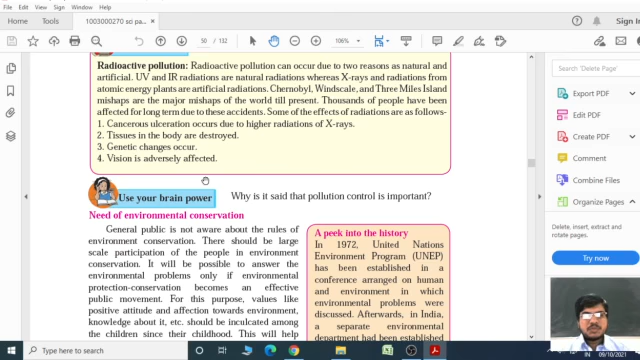 1003000270 sci pa...
Home
Tools
Sign In
50
/ 132
106%
Radioactive pollution: Radioactive pollution can occur due to two reasons as natural and
artificial. UV and IR radiations are natural radiations whereas X-rays and radiations from
atomic energy plants are artificial radiations. Chernobyl, Windscale, and Three Miles Island
mishaps are the major mishaps of the world till present. Thousands of people have been
affected for long term due to these accidents. Some of the effects of radiations are as follows-
1. Cancerous ulceration occurs due to higher radiations of X-rays.
2. Tissues in the body are destroyed.
3. Genetic changes occur.
4. Vision is adversely affected.
Use your brain power
Why is it said that pollution control is important?
Need of environmental conservation
General public is not aware about the rules of
environment conservation. There should be large
scale participation of the people in environment
conservation. It will be possible to answer the
environmental problems only if environmental
protection-conservation becomes an effective
public movement. For this purpose, values like
positive attitude and affection towards environment,
knowledge about it, etc. should be inculcated among
the children since their childhood. This will help
A peek into the history
In 1972, United Nations
Environment Program (UNEP)
has been established in a
conference arranged on human
and environment in which
environmental problems were
discussed. Afterwards, in India,
a separate environmental
department had been established
Search 'Delete Page'
Export PDF
Edit PDF
Create PDF
Comment
Combine Files
Organize Pages
Delete, insert, extract and
rotate pages.
Try now
Type here to search
IN
09/10/2021